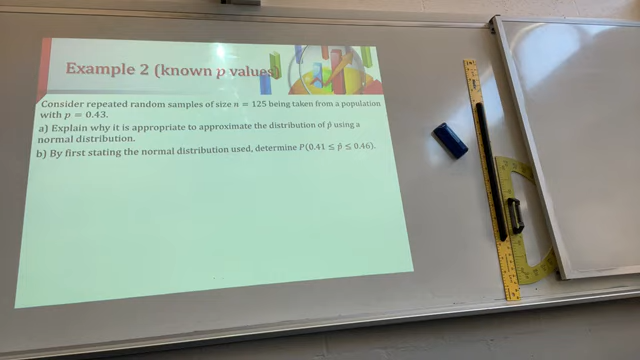 Example 2 (known p values)
Consider repeated random samples of size n = 125 being taken from a population
with p = 0.43.
a) Explain why it is appropriate to approximate the distribution of p̂ using a
normal distribution.
b) By first stating the normal distribution used, determine P(0.41 ≤ p̂ ≤ 0.46).